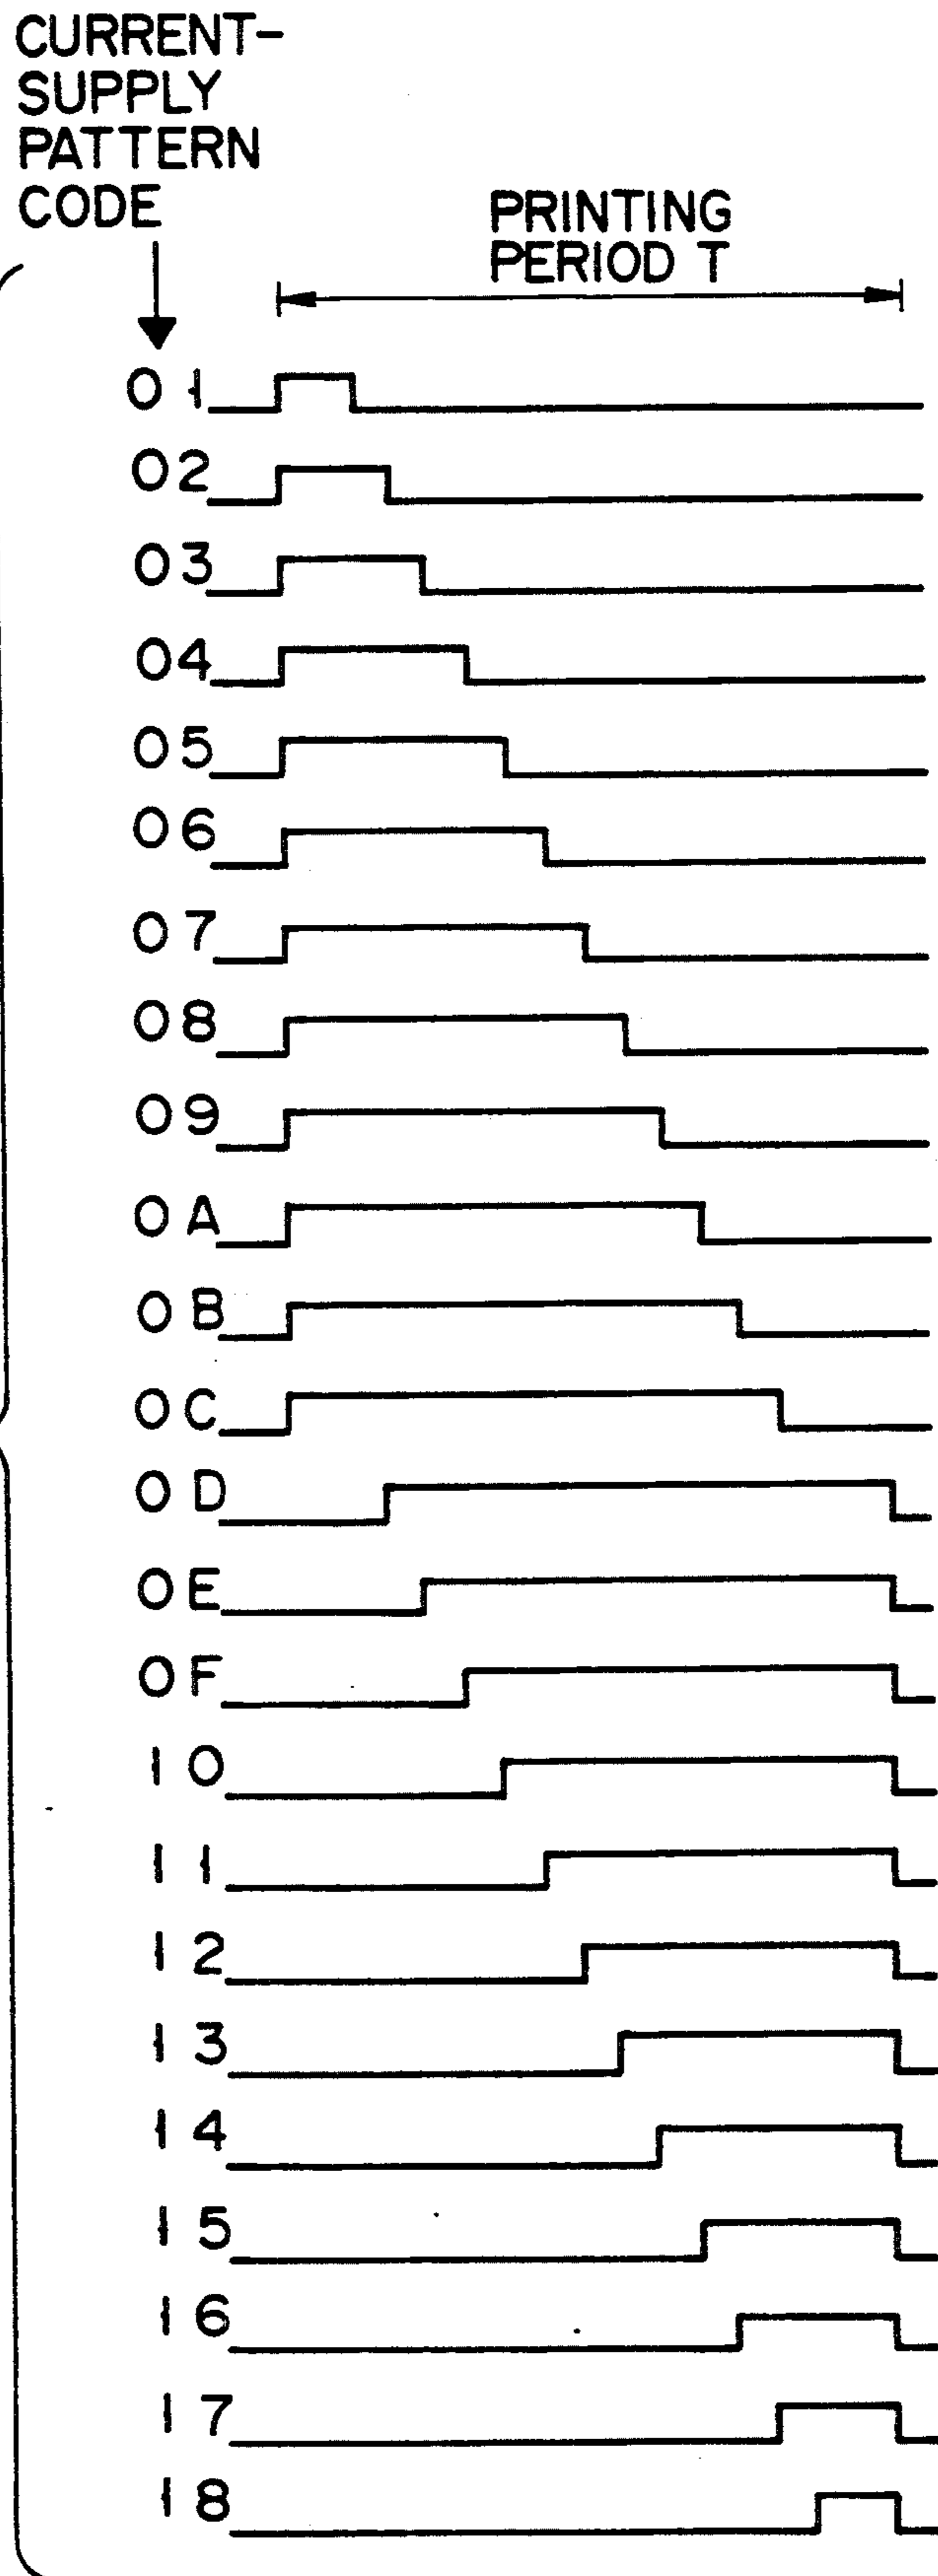 CURRENT-
SUPPLY
PATTERN
CODE
PRINTING
PERIOD T
01
02
03
04
05
06
07
08
09
0A
0B
0C
0D
0E
0F
10
11
12
13
14
15
16
17
18